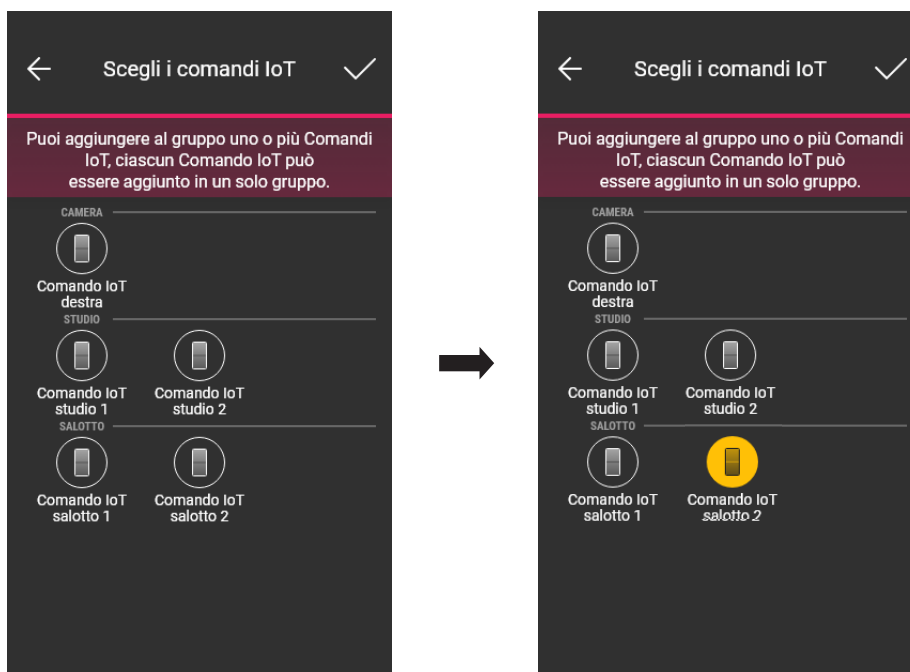 Scegli i comandi IoT
Puoi aggiungere al gruppo uno o più Comandi
IoT, ciascun Comando IoT può
essere aggiunto in un solo gruppo.
CAMERA
Comando IoT
destra
STUDIO
Comando IoT
studio 1
Comando IoT
studio 2
SALOTTO
Comando IoT
salotto 1
Comando IoT
salotto 2
Scegli i comandi IoT
Puoi aggiungere al gruppo uno o più Comandi
IoT, ciascun Comando IoT può
essere aggiunto in un solo gruppo.
CAMERA
Comando IoT
destra
STUDIO
Comando IoT
studio 1
Comando IoT
studio 2
SALOTTO
Comando IoT
salotto 1
Comando IoT
salotto 2